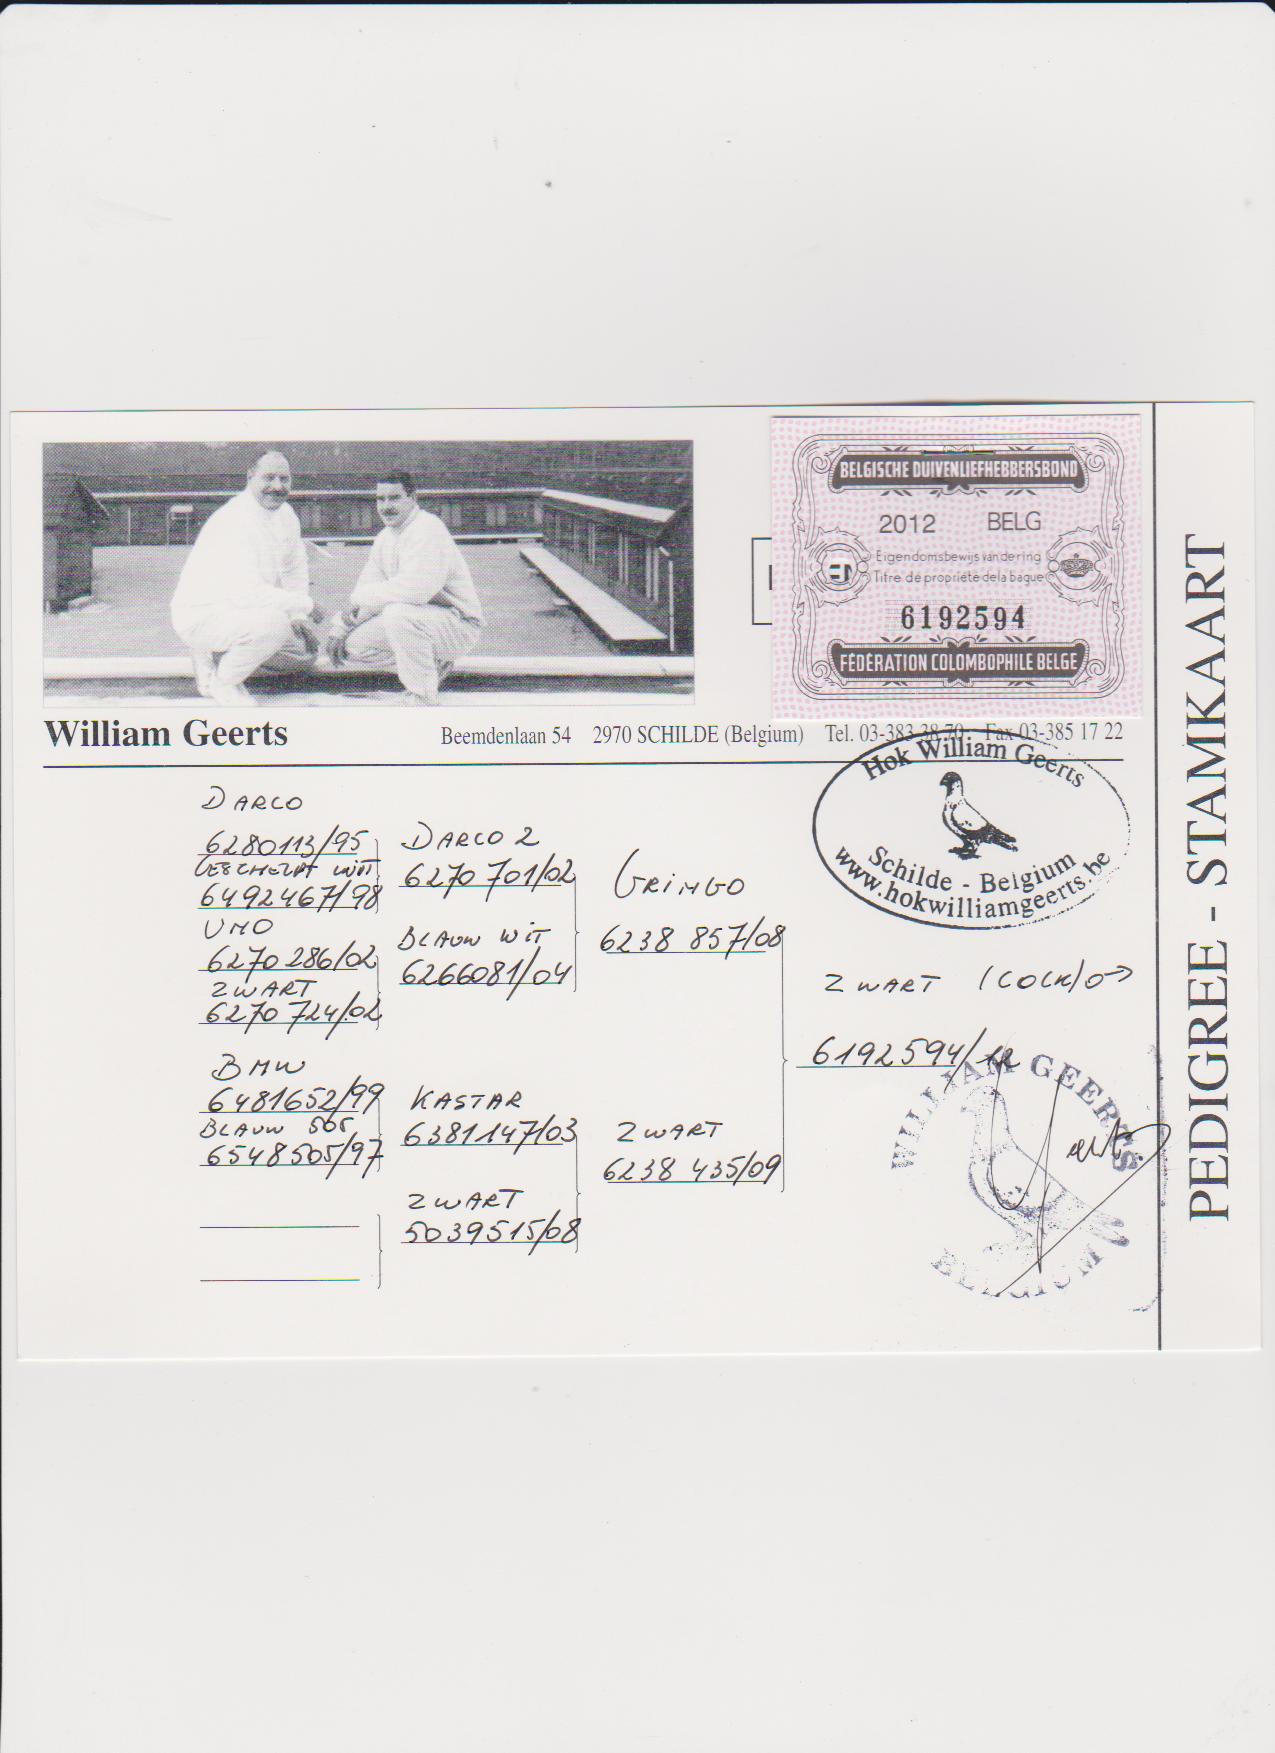 BELGISCHE DUIVENLIEFHEBBERSBOND
2012 BELG
Eigendomsbewijs van de ring
Titre de propriété de la bague
6192594
FÉDÉRATION COLOMBOPHILE BELGE
William Geerts
Beemdenlaan 54 2970 SCHILDE (Belgium) Tel. 03-383 38 70 Fax 03-385 17 22
Hok William Geerts
Schilde - Belgium
www.hokwilliamgeerts.be
PEDIGREE - STAMKAART
DARCO
6280113/95
GESCHELPT WIT
6492467/98
UMO
6270286/02
ZWART
6270724/02
BMW
6481652/99
BLAUW 505
6548505/97
DARCO 2
6270 701/02
BLAUW WIT
6266081/04
KASTAR
6381147/03
ZWART
5039515/08
GRINGO
6238 857/08
ZWART
6238 435/09
ZWART (COCK)
6192594/12
WILLIAM GEERTS
BELGIUM